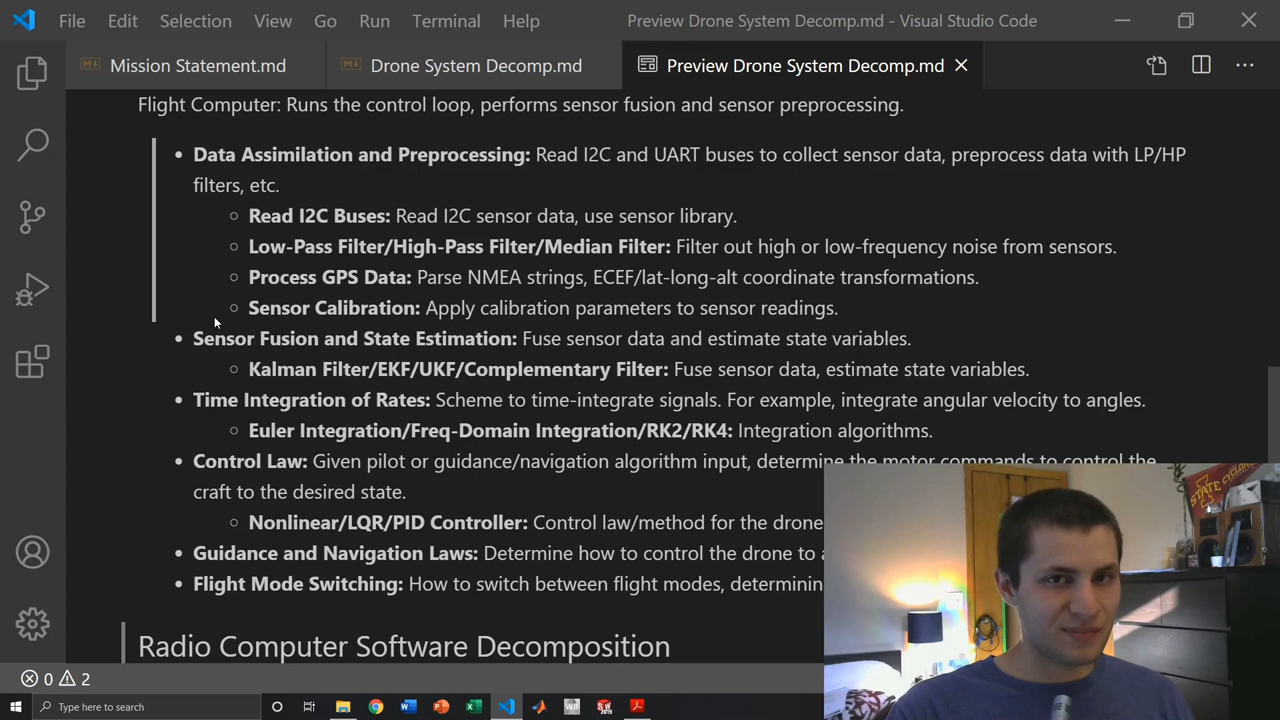 File Edit Selection View Go Run Terminal Help Preview Drone System Decomp.md - Visual Studio Code
Mission Statement.md Drone System Decomp.md Preview Drone System Decomp.md
Flight Computer: Runs the control loop, performs sensor fusion and sensor preprocessing.
• Data Assimilation and Preprocessing: Read I2C and UART buses to collect sensor data, preprocess data with LP/HP
filters, etc.
Read I2C Buses: Read I2C sensor data, use sensor library.
Low-Pass Filter/High-Pass Filter/Median Filter: Filter out high or low-frequency noise from sensors.
Process GPS Data: Parse NMEA strings, ECEF/lat-long-alt coordinate transformations.
Sensor Calibration: Apply calibration parameters to sensor readings.
• Sensor Fusion and State Estimation: Fuse sensor data and estimate state variables.
Kalman Filter/EKF/UKF/Complementary Filter: Fuse sensor data, estimate state variables.
• Time Integration of Rates: Scheme to time-integrate signals. For example, integrate angular velocity to angles.
Euler Integration/Freq-Domain Integration/RK2/RK4: Integration algorithms.
• Control Law: Given pilot or guidance/navigation algorithm input, determine the motor commands to control the
craft to the desired state.
Nonlinear/LQR/PID Controller: Control law/method for the drone
• Guidance and Navigation Laws: Determine how to control the drone to
• Flight Mode Switching: How to switch between flight modes,
Radio Computer Software Decomposition
0 2
Type here to search
STATE